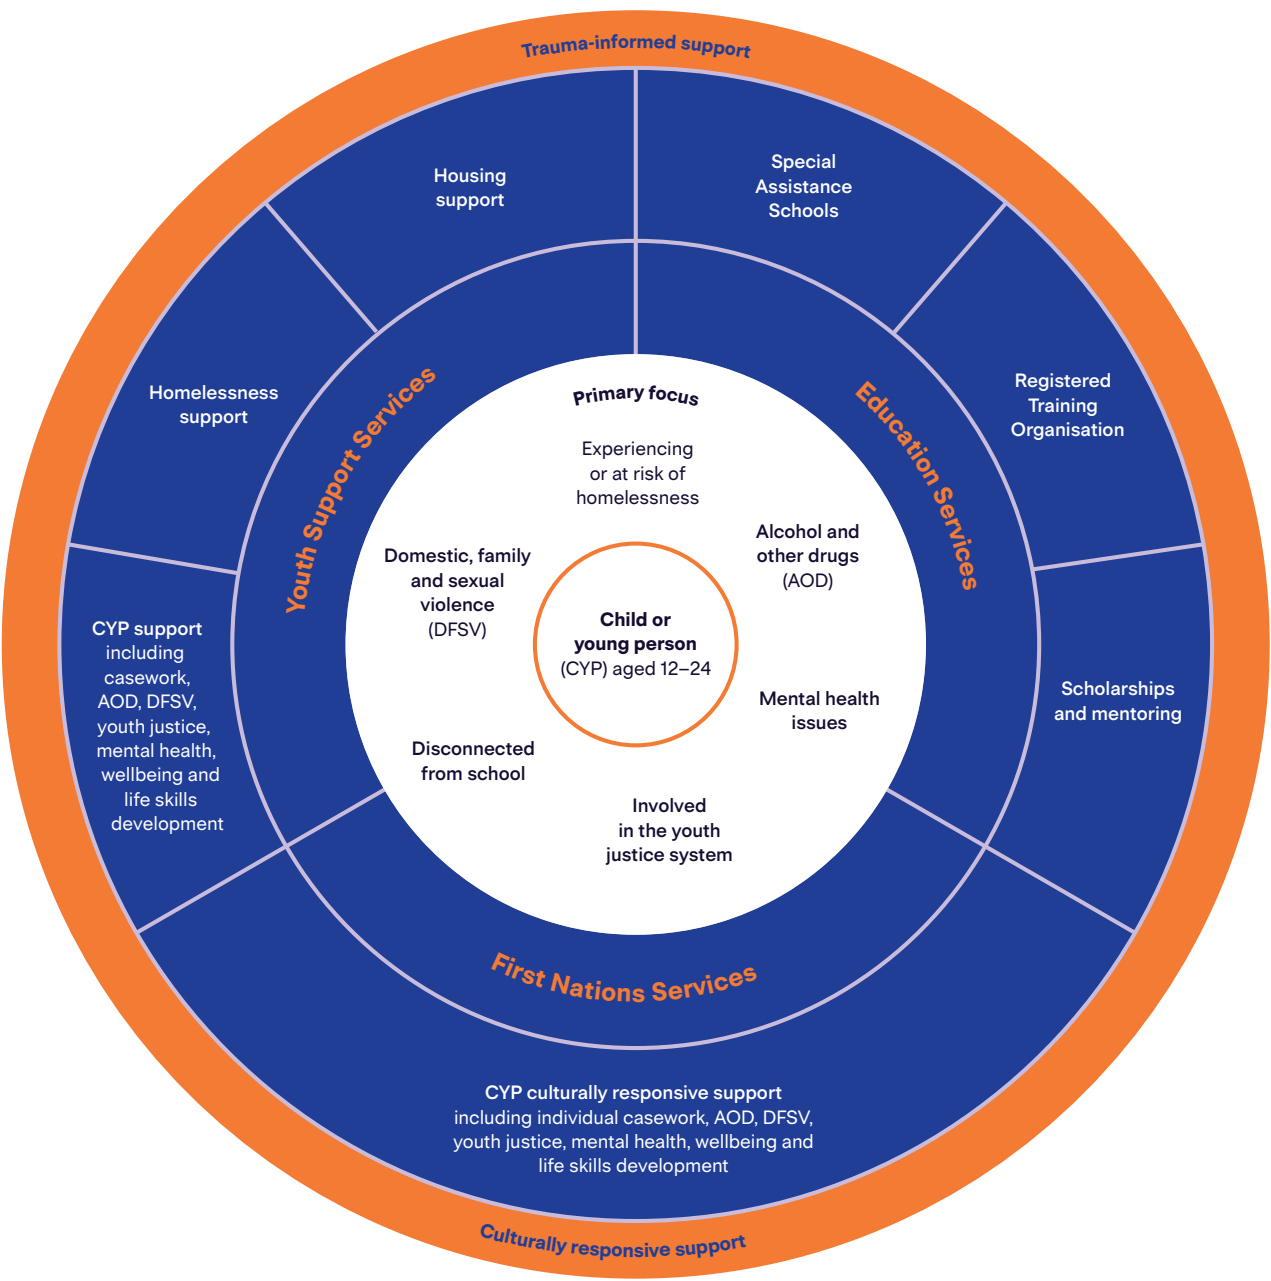 Trauma-informed support
Housing
support
Special
Assistance
Schools
Homelessness
support
Registered
Training
Organisation
Youth Support Services
Education Services
Primary focus
Experiencing
or at risk of
homelessness
Domestic, family
and sexual
violence
(DFSV)
Alcohol and
other drugs
(AOD)
Child or
young person
(CYP) aged 12–24
CYP support
including
casework,
AOD, DFSV,
youth justice,
mental health,
wellbeing and
life skills
development
Mental health
issues
Scholarships
and mentoring
Disconnected
from school
Involved
in the youth
justice system
First Nations Services
CYP culturally responsive support
including individual casework, AOD, DFSV,
youth justice, mental health, wellbeing and
life skills development
Culturally responsive support